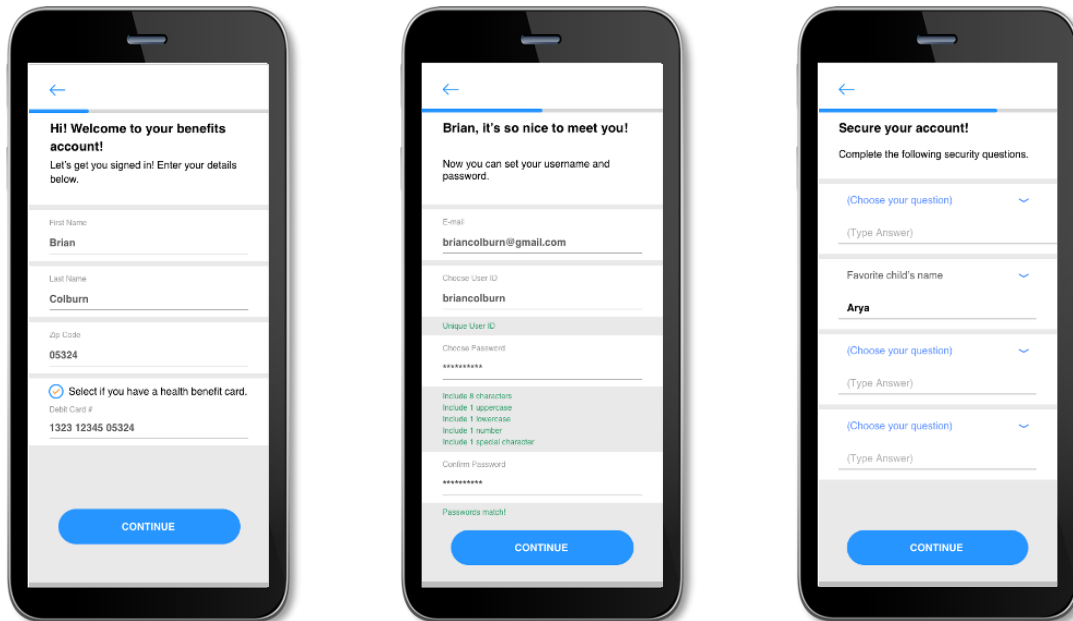 Hi! Welcome to your benefits
account!
Let's get you signed in! Enter your details
below.
First Name
Brian
Last Name
Colburn
Zip Code
05324
Select if you have a health benefit card.
Debit Card #
1323 12345 05324
CONTINUE
Brian, it's so nice to meet you!
Now you can set your username and
password.
E-mail
briancolburn@gmail.com
Choose User ID
briancolburn
Unique User ID
Choose Password
**********
Include 8 characters
Include 1 uppercase
Include 1 lowercase
Include 1 number
Include 1 special character
Confirm Password
**********
Passwords match!
CONTINUE
Secure your account!
Complete the following security questions.
(Choose your question)
(Type Answer)
Favorite child's name
Arya
(Choose your question)
(Type Answer)
(Choose your question)
(Type Answer)
CONTINUE